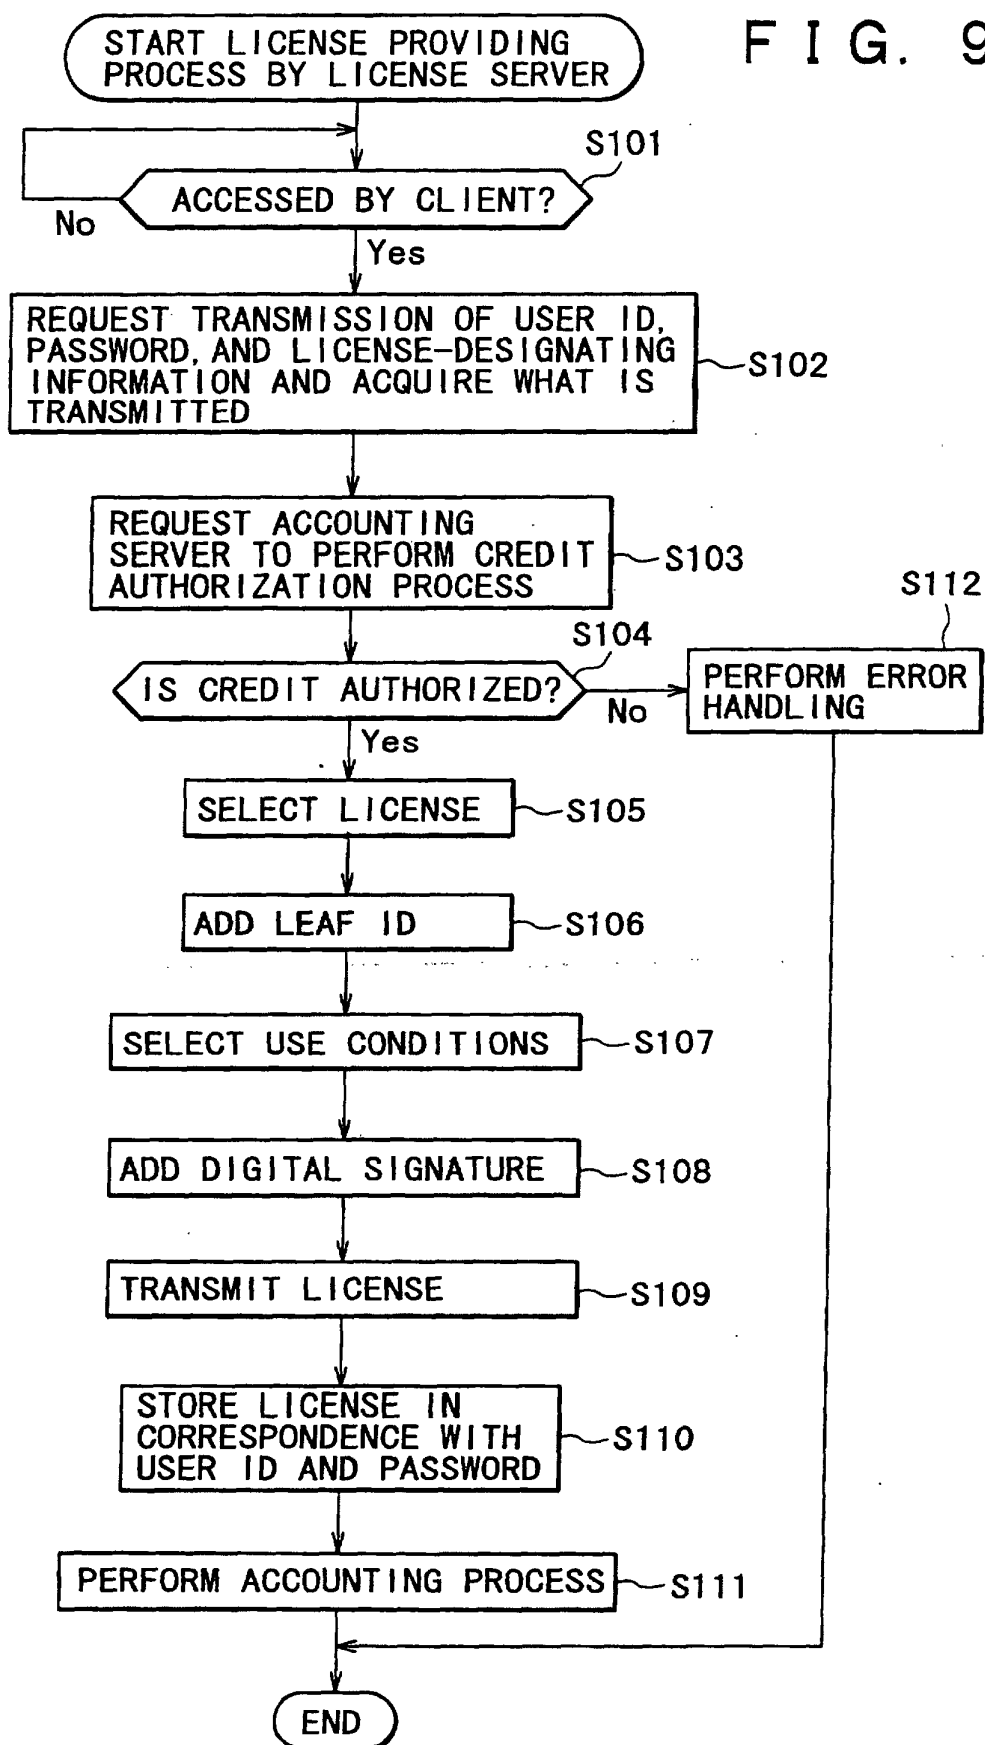 FIG. 9
START LICENSE PROVIDING
PROCESS BY LICENSE SERVER
S101
ACCESSED BY CLIENT?
No
Yes
REQUEST TRANSMISSION OF USER ID,
PASSWORD, AND LICENSE-DESIGNATING
INFORMATION AND ACQUIRE WHAT IS
TRANSMITTED
S102
REQUEST ACCOUNTING
SERVER TO PERFORM CREDIT
AUTHORIZATION PROCESS
S103
S104
IS CREDIT AUTHORIZED?
No
Yes
S112
PERFORM ERROR
HANDLING
SELECT LICENSE
S105
ADD LEAF ID
S106
SELECT USE CONDITIONS
S107
ADD DIGITAL SIGNATURE
S108
TRANSMIT LICENSE
S109
STORE LICENSE IN
CORRESPONDENCE WITH
USER ID AND PASSWORD
S110
PERFORM ACCOUNTING PROCESS
S111
END